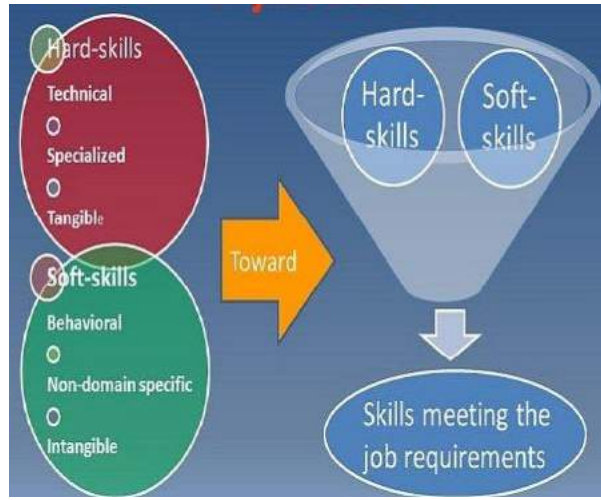 Hard-skills
Technical
Specialized
Tangible
Soft-skills
Behavioral
Non-domain specific
Intangible
Toward
Hard-
skills
Soft-
skills
Skills meeting the
job requirements